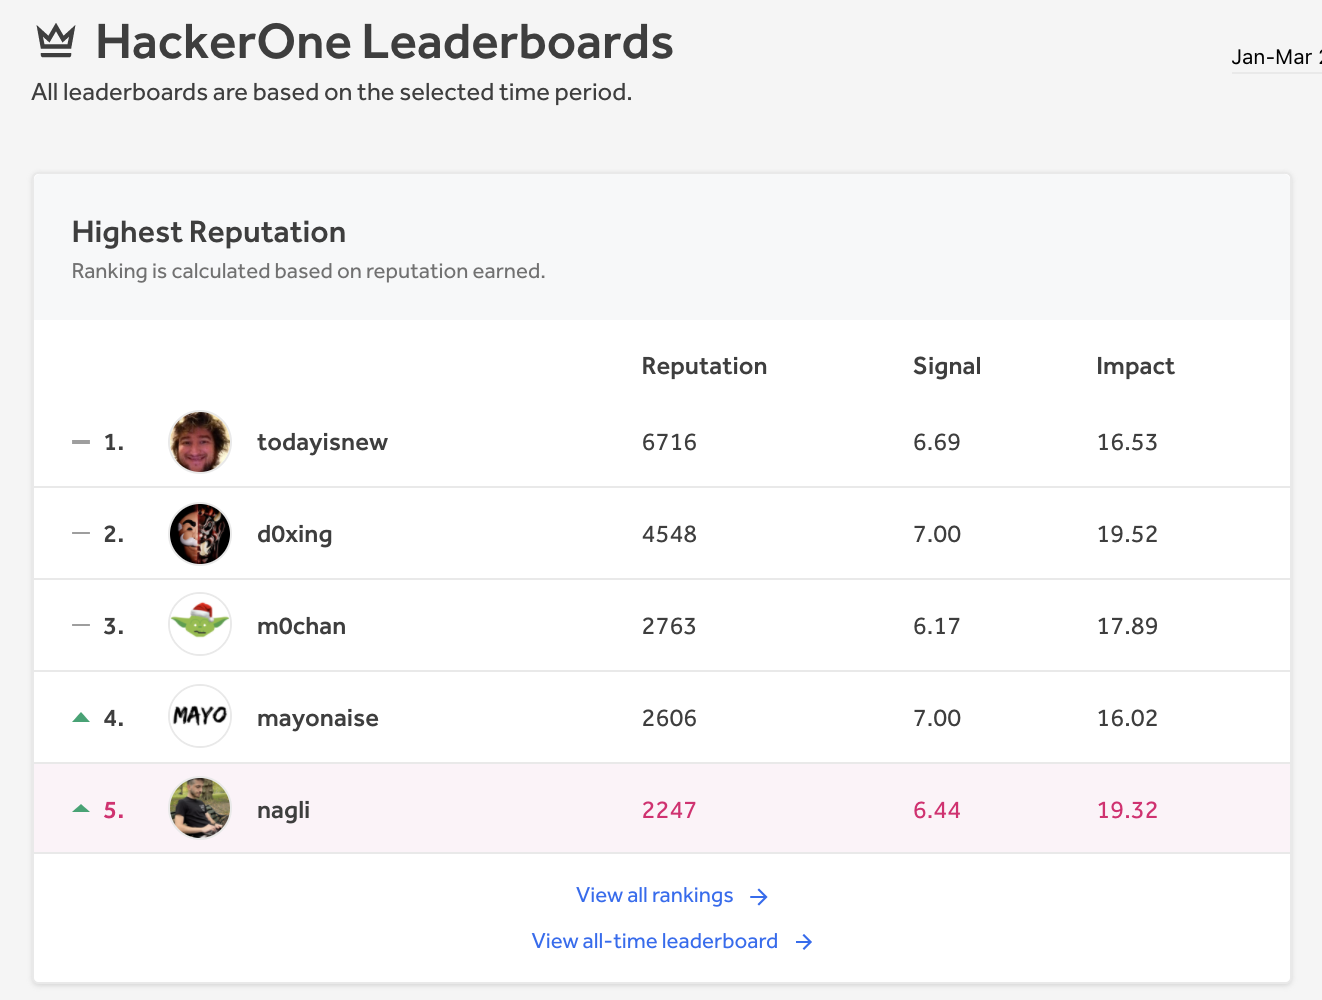 HackerOne Leaderboards
Jan-Mar
All leaderboards are based on the selected time period.
Highest Reputation
Ranking is calculated based on reputation earned.
Reputation Signal Impact
1. todayisnew 6716 6.69 16.53
2. d0xing 4548 7.00 19.52
3. m0chan 2763 6.17 17.89
4. MAYO mayonaise 2606 7.00 16.02
5. nagli 2247 6.44 19.32
View all rankings →
View all-time leaderboard →